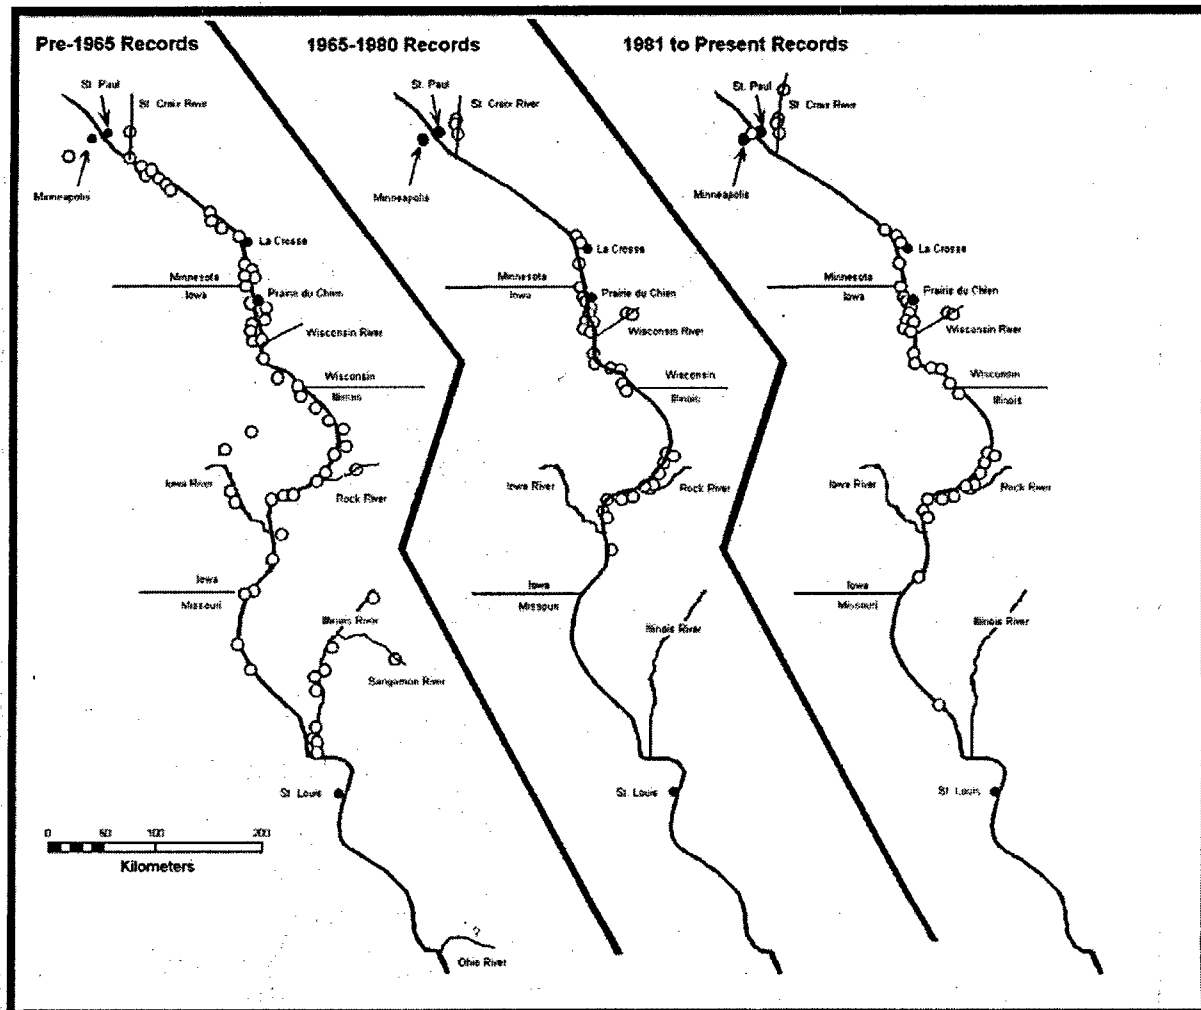 Pre-1965 Records
St. Paul
St. Croix River
Minneapolis
La Crosse
Minnesota
Iowa
Prairie du Chien
Wisconsin River
Wisconsin
Illinois
Iowa River
Rock River
Iowa
Missouri
Illinois River
Sangamon River
St. Louis
0 50 100 200
Kilometers
?
Ohio River
1965-1980 Records
St. Paul
St. Croix River
Minneapolis
La Crosse
Minnesota
Iowa
Prairie du Chien
Wisconsin River
Wisconsin
Illinois
Iowa River
Rock River
Iowa
Missouri
Illinois River
St. Louis
1981 to Present Records
St. Paul
St. Croix River
Minneapolis
La Crosse
Minnesota
Iowa
Prairie du Chien
Wisconsin River
Wisconsin
Illinois
Iowa River
Rock River
Iowa
Missouri
Illinois River
St. Louis